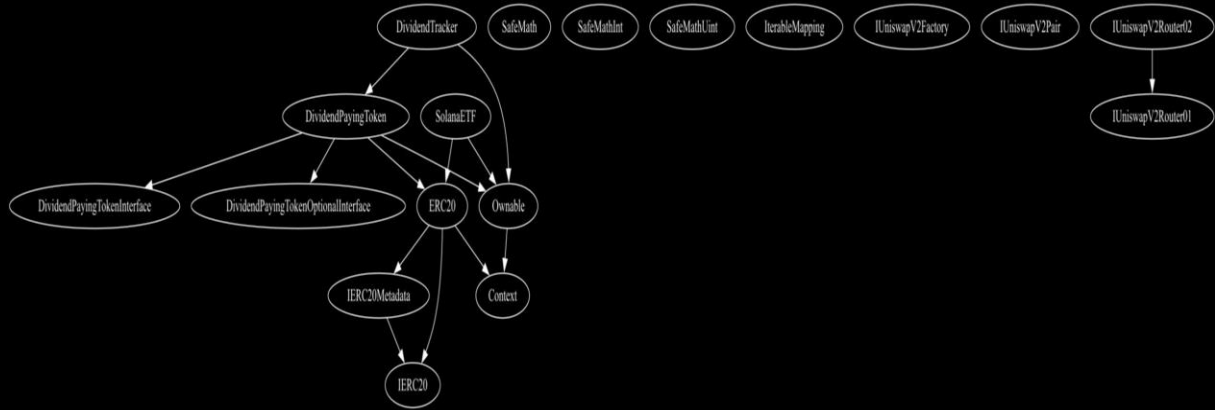 DividendTracker
SafeMath
SafeMathInt
SafeMathUint
IterableMapping
IUniswapV2Factory
IUniswapV2Pair
IUniswapV2Router02
DividendPayingToken
SolanaETF
IUniswapV2Router01
DividendPayingTokenInterface
DividendPayingTokenOptionalInterface
ERC20
Ownable
IERC20Metadata
Context
IERC20